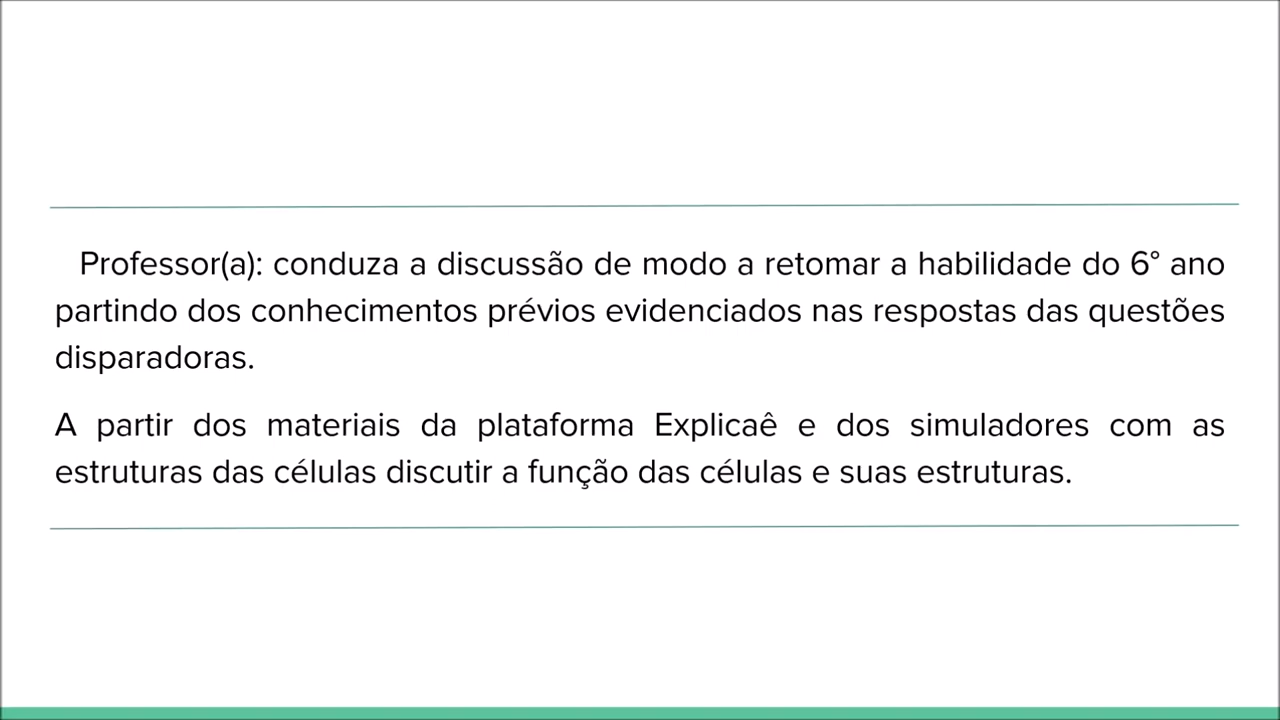 Professor(a): conduza a discussão de modo a retomar a habilidade do 6° ano
partindo dos conhecimentos prévios evidenciados nas respostas das questões
disparadoras.
A partir dos materiais da plataforma Explicaê e dos simuladores com as
estruturas das células discutir a função das células e suas estruturas.